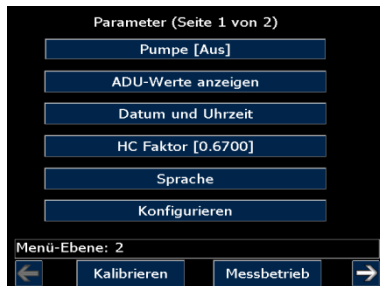 Parameter (Seite 1 von 2)
Pumpe [Aus]
ADU-Werte anzeigen
Datum und Uhrzeit
HC Faktor [0.6700]
Sprache
Konfigurieren
Menü-Ebene: 2
Kalibrieren Messbetrieb